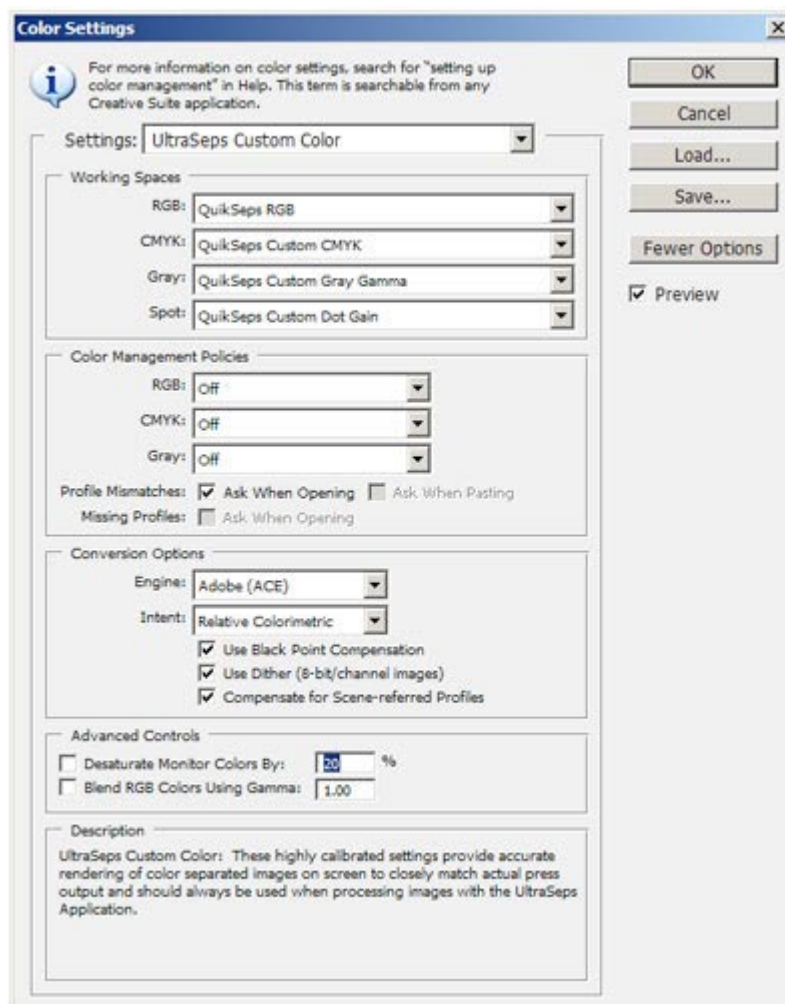 Color Settings
For more information on color settings, search for "setting up
color management" in Help. This term is searchable from any
Creative Suite application.
OK
Cancel
Load...
Save...
Fewer Options
Preview
Settings: UltraSeps Custom Color
Working Spaces
RGB: QuikSeps RGB
CMYK: QuikSeps Custom CMYK
Gray: QuikSeps Custom Gray Gamma
Spot: QuikSeps Custom Dot Gain
Color Management Policies
RGB: Off
CMYK: Off
Gray: Off
Profile Mismatches: Ask When Opening Ask When Pasting
Missing Profiles: Ask When Opening
Conversion Options
Engine: Adobe (ACE)
Intent: Relative Colorimetric
Use Black Point Compensation
Use Dither (8-bit/channel images)
Compensate for Scene-referred Profiles
Advanced Controls
Desaturate Monitor Colors By: 20 %
Blend RGB Colors Using Gamma: 1.00
Description
UltraSeps Custom Color: These highly calibrated settings provide accurate
rendering of color separated images on screen to closely match actual press
output and should always be used when processing images with the UltraSeps
Application.